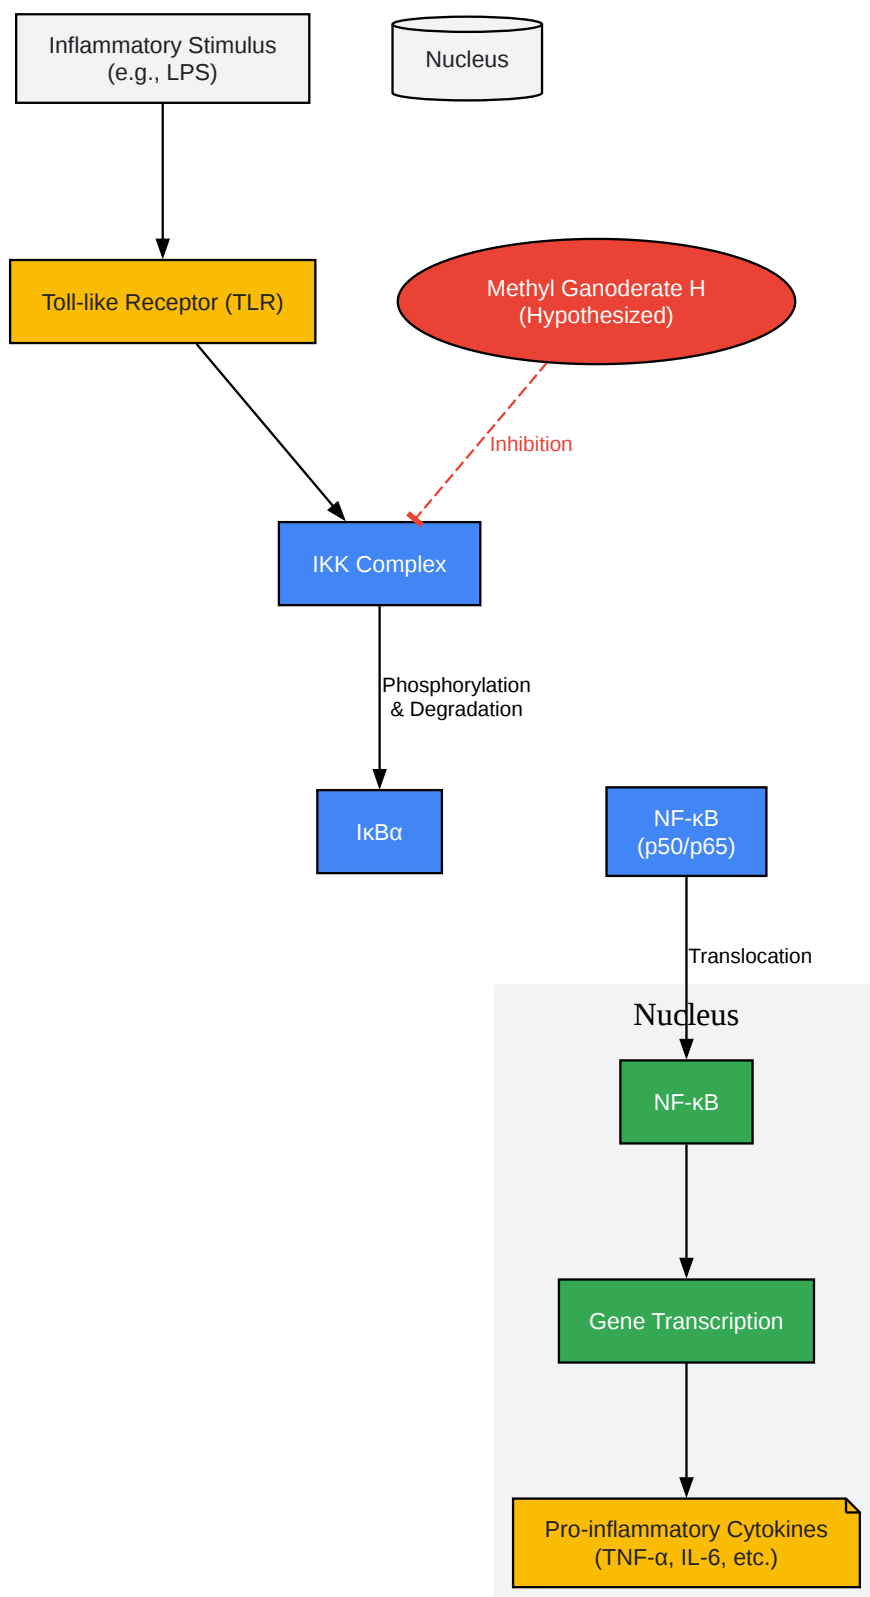 Inflammatory Stimulus
(e.g., LPS)
Nucleus
Toll-like Receptor (TLR)
Methyl Ganoderate H
(Hypothesized)
Inhibition
IKK Complex
Phosphorylation
& Degradation
IκBα
NF-κB
(p50/p65)
Translocation
Nucleus
NF-κB
Gene Transcription
Pro-inflammatory Cytokines
(TNF-α, IL-6, etc.)